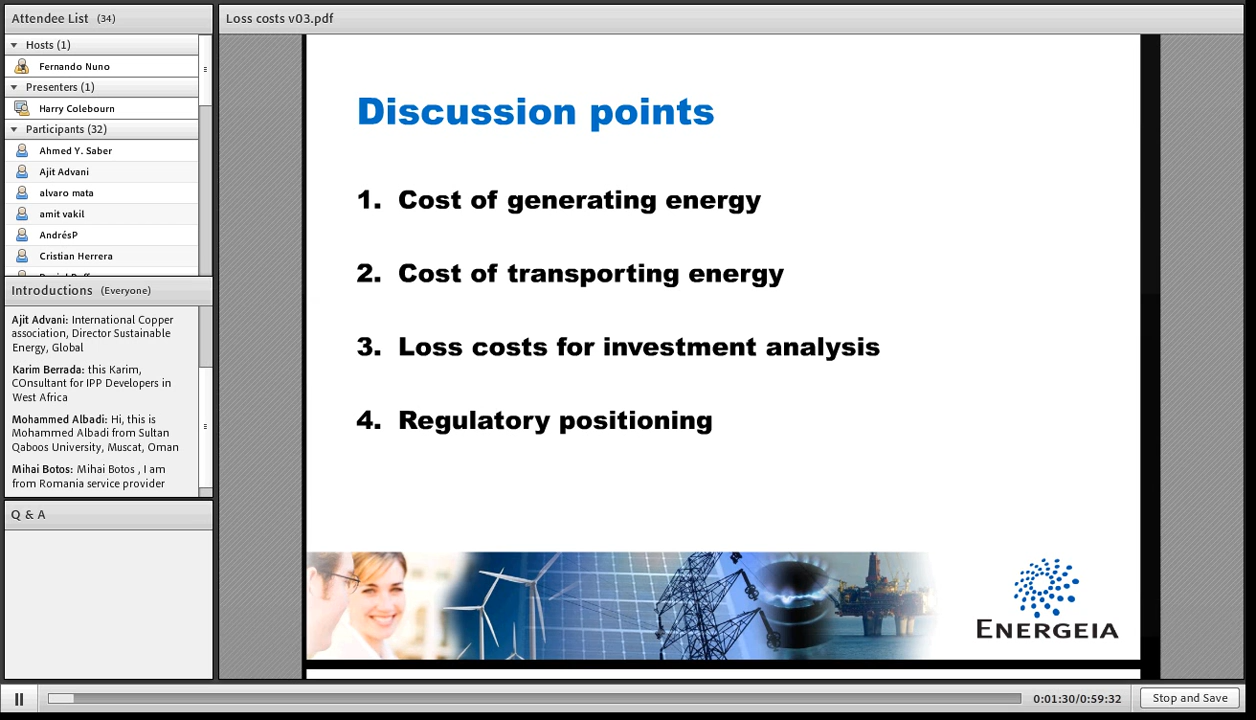 Attendee List (34)
Hosts (1)
Fernando Nuno
Presenters (1)
Harry Colebourn
Participants (32)
Ahmed Y. Saber
Ajit Advani
alvaro mata
amit vakil
AndrésP
Cristian Herrera
Introductions (Everyone)
Ajit Advani: International Copper
association, Director Sustainable
Energy, Global
Karim Berrada: this Karim,
COnsultant for IPP Developers in
West Africa
Mohammed Albadi: Hi, this is
Mohammed Albadi from Sultan
Qaboos University, Muscat, Oman
Mihai Botos: Mihai Botos , I am
from Romania service provider
Q & A
Loss costs v03.pdf
Discussion points
1. Cost of generating energy
2. Cost of transporting energy
3. Loss costs for investment analysis
4. Regulatory positioning
ENERGEIA
0:01:30/0:59:32
Stop and Save